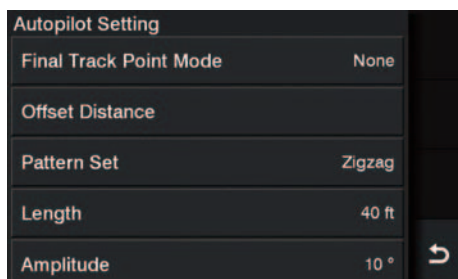 Autopilot Setting
Final Track Point Mode None
Offset Distance
Pattern Set Zigzag
Length 40 ft
Amplitude 10 °